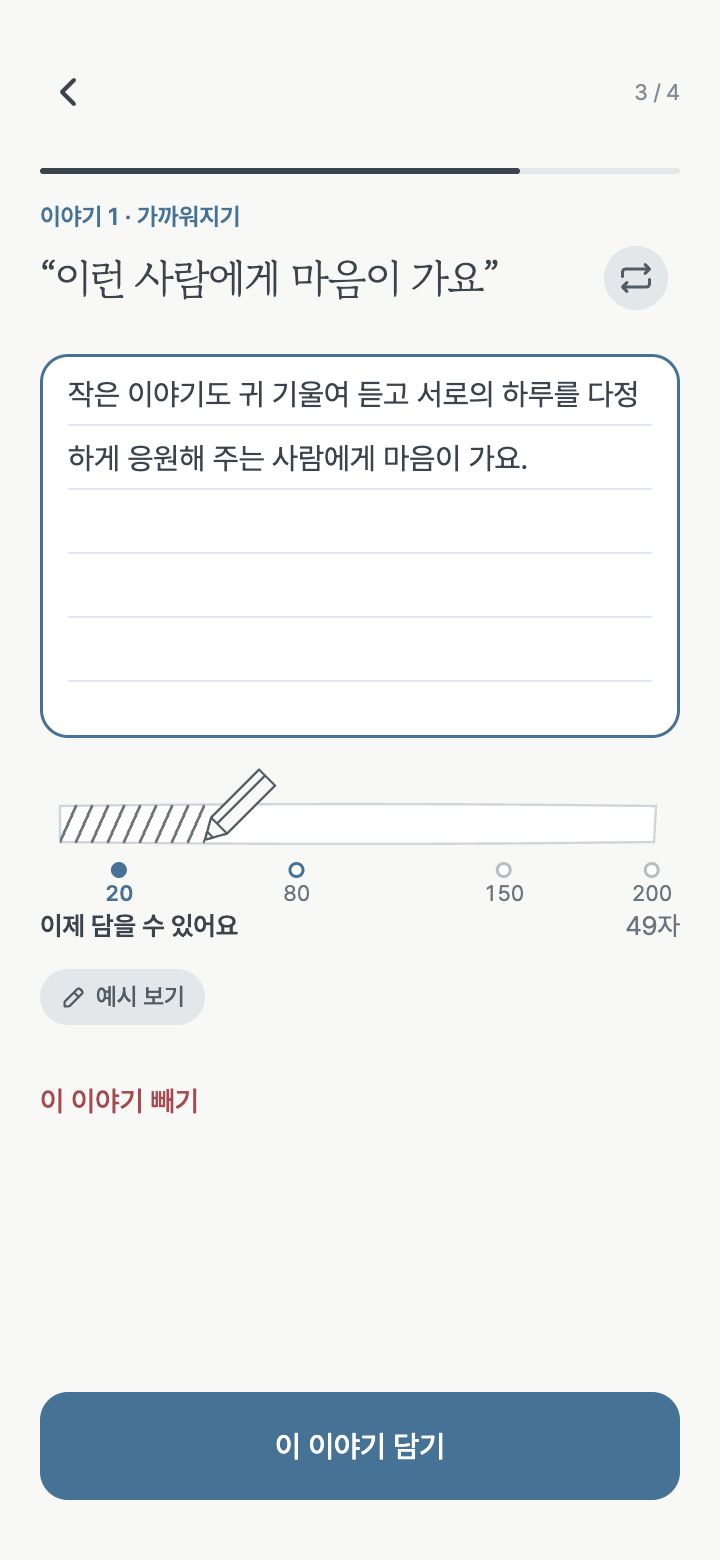 3 / 4
이야기 1 · 가까워지기
“이런 사람에게 마음이 가요”
작은 이야기도 귀 기울여 듣고 서로의 하루를 다정
하게 응원해 주는 사람에게 마음이 가요.
20 80 150 200
이제 담을 수 있어요 49자
예시 보기
이 이야기 빼기
이 이야기 담기